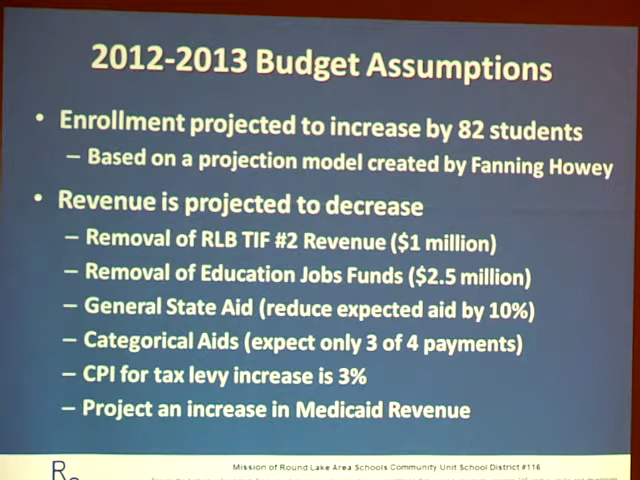 2012-2013 Budget Assumptions
• Enrollment projected to increase by 82 students
– Based on a projection model created by Fanning Howey
• Revenue is projected to decrease
– Removal of RLB TIF #2 Revenue ($1 million)
– Removal of Education Jobs Funds ($2.5 million)
– General State Aid (reduce expected aid by 10%)
– Categorical Aids (expect only 3 of 4 payments)
– CPI for tax levy increase is 3%
– Project an increase in Medicaid Revenue
Mission of Round Lake Area Schools Community Unit School District #116
R